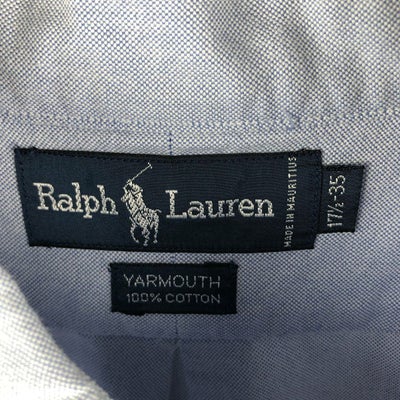 Ralph Lauren
MADE IN MAURITIUS
17½-35
YARMOUTH
100% COTTON